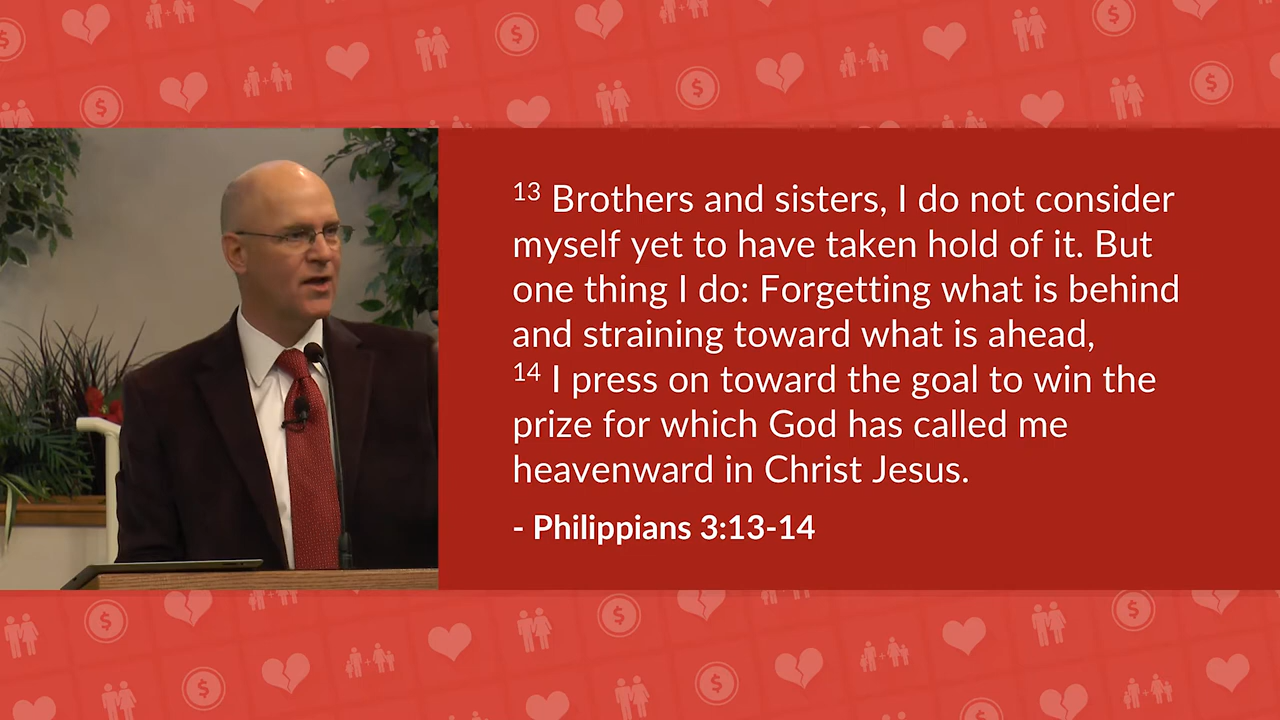 13 Brothers and sisters, I do not consider
myself yet to have taken hold of it. But
one thing I do: Forgetting what is behind
and straining toward what is ahead,
14 I press on toward the goal to win the
prize for which God has called me
heavenward in Christ Jesus.
- Philippians 3:13-14